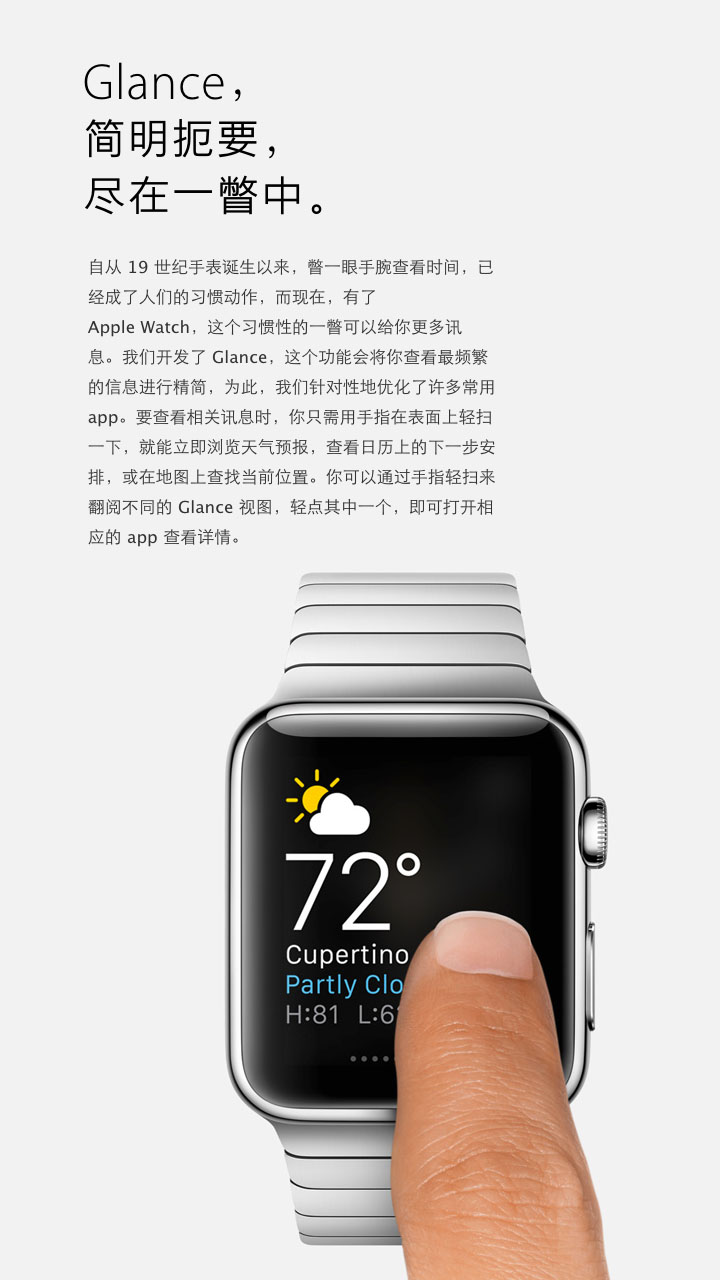 Glance，
简明扼要，
尽在一瞥中。
自从 19 世纪手表诞生以来，瞥一眼手腕查看时间，已
经成了人们的习惯动作，而现在，有了
Apple Watch，这个习惯性的一瞥可以给你更多讯
息。我们开发了 Glance，这个功能会将你查看最频繁
的信息进行精简，为此，我们针对性地优化了许多常用
app。要查看相关讯息时，你只需用手指在表面上轻扫
一下，就能立即浏览天气预报，查看日历上的下一步安
排，或在地图上查找当前位置。你可以通过手指轻扫来
翻阅不同的 Glance 视图，轻点其中一个，即可打开相
应的 app 查看详情。
72°
Cupertino
Partly
H:81